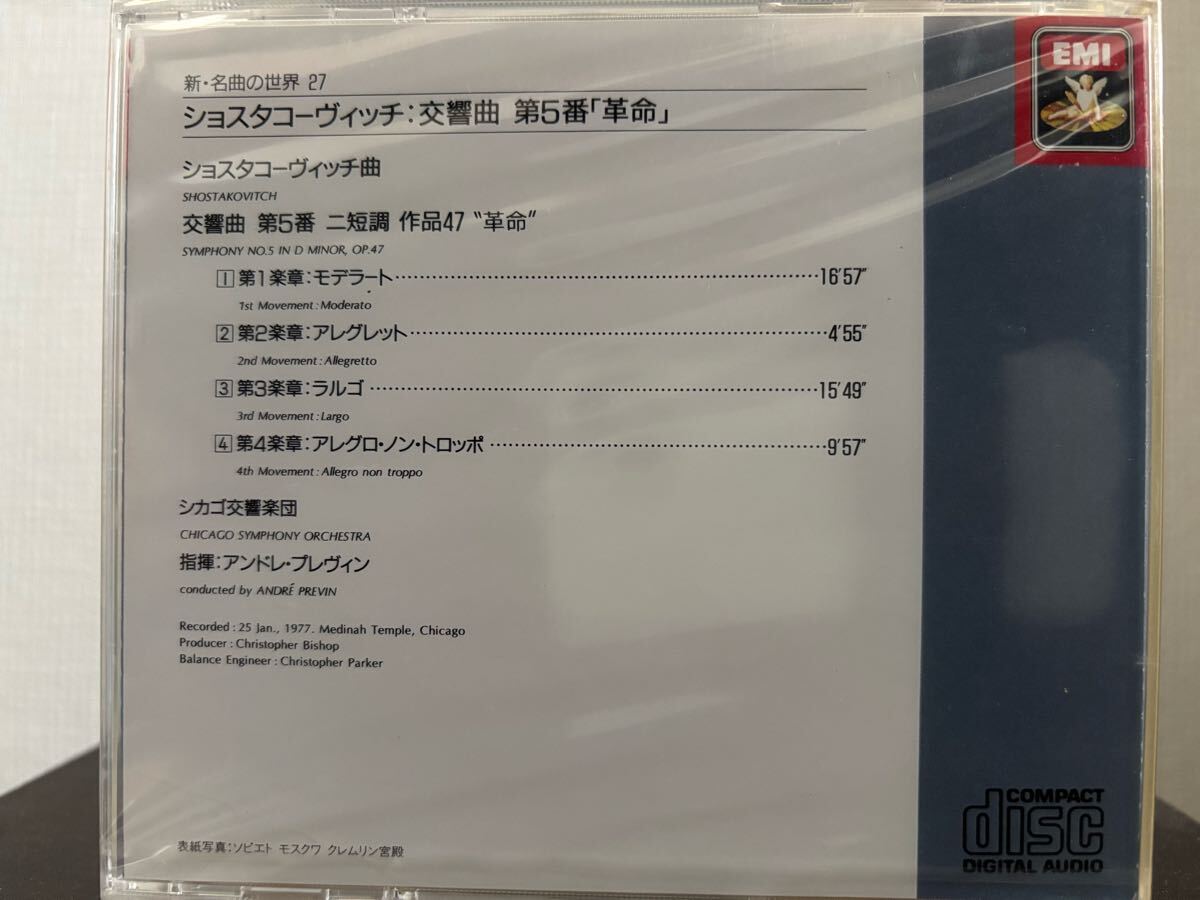 新・名曲の世界 27
ショスタコーヴィッチ：交響曲 第5番「革命」
EMI
ショスタコーヴィッチ曲
SHOSTAKOVITCH
交響曲 第5番 ニ短調 作品47 “革命”
SYMPHONY NO.5 IN D MINOR, OP.47
1 第1楽章：モデラート……16'57"
1st Movement : Moderato
2 第2楽章：アレグレット……4'55"
2nd Movement : Allegretto
3 第3楽章：ラルゴ……15'49"
3rd Movement : Largo
4 第4楽章：アレグロ・ノン・トロッポ……9'57"
4th Movement : Allegro non troppo
シカゴ交響楽団
CHICAGO SYMPHONY ORCHESTRA
指揮：アンドレ・プレヴィン
conducted by ANDRÉ PREVIN
Recorded : 25 Jan., 1977. Medinah Temple, Chicago
Producer : Christopher Bishop
Balance Engineer : Christopher Parker
表紙写真：ソビエト モスクワ クレムリン宮殿
COMPACT
disc
DIGITAL AUDIO